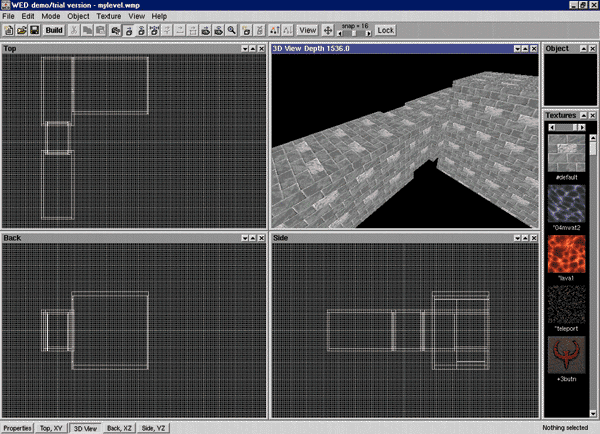 WED demo/trial version - mylevel.wmp
File Edit Mode Object Texture View Help
Build View snap = 16 Lock
Top
3D View Depth 1536.0
Object
Textures
#default
*04mwat2
*lava1
*teleport
+3butn
Back
Side
Properties Top, XY 3D View Back, XZ Side, YZ Nothing selected